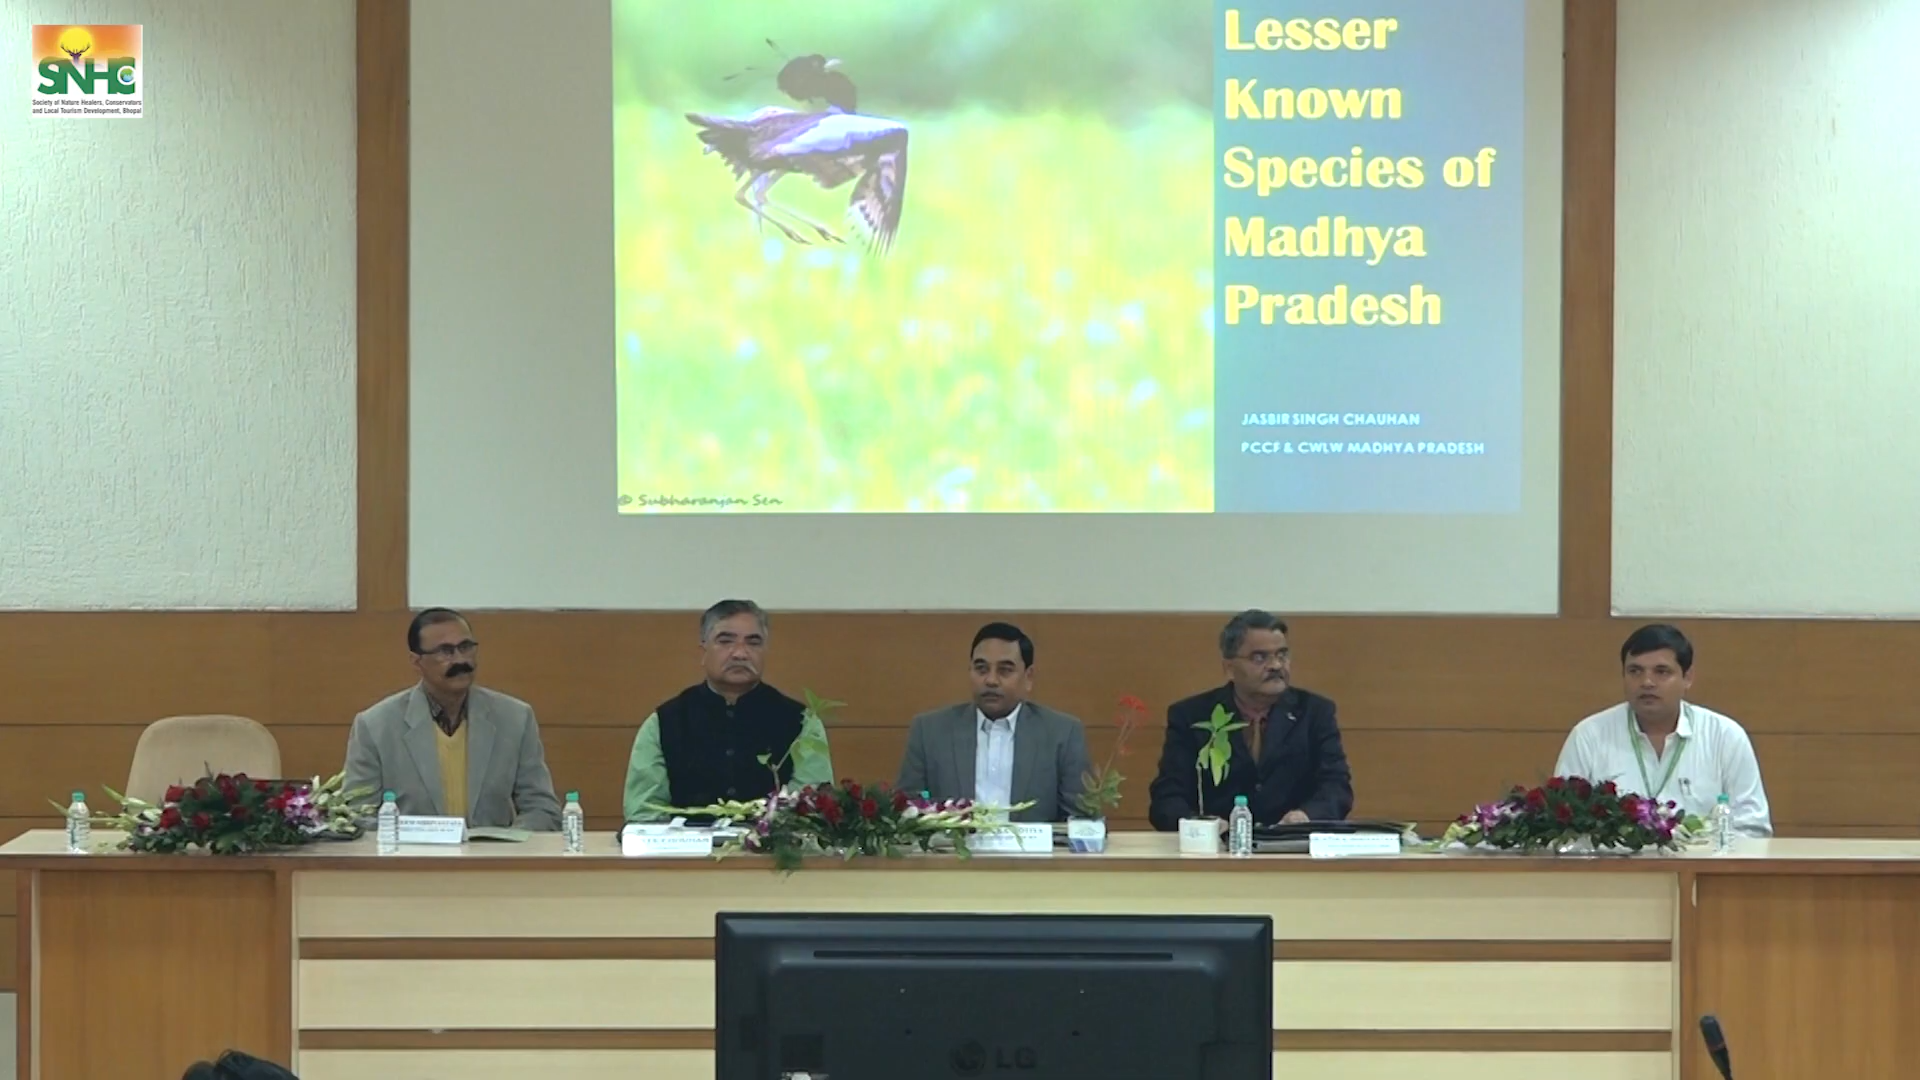 SNHC
Society of Nature Healers, Conservators
and Local Tourism Development, Bhopal
Lesser
Known
Species of
Madhya
Pradesh
JASBIR SINGH CHAUHAN
PCCF & CWLW MADHYA PRADESH
© Subharanjan Sen
LG